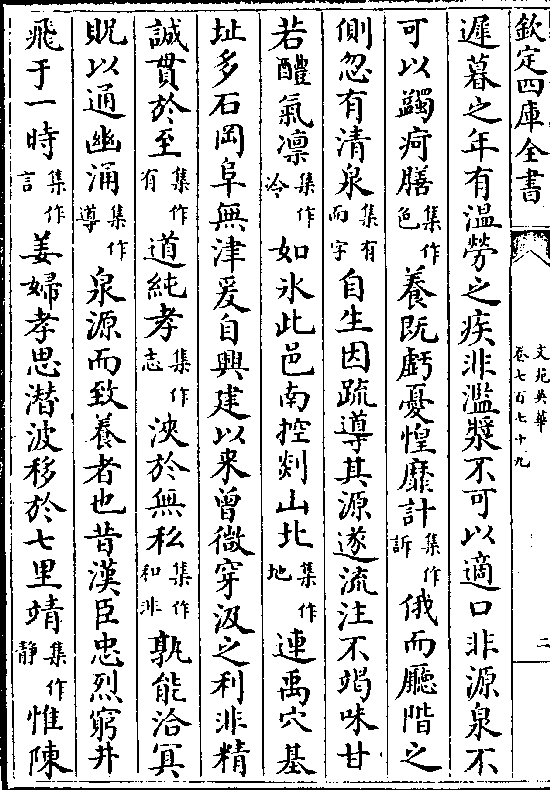 欽定四庫全書
文苑英華
卷七百七十九
二
遲暮之年有温勞之疾非濫漿不可以適口非源泉不
可以蠲疴膳集作色養既虧憂惶靡計集作訴俄而廳階之
側忽有清泉集有而字自生因疏導其源遂流注不竭味甘
若醴氣凛集作冷如氷此邑南控剡山北集作地連禹穴基
址多石岡阜無津爰自興建以来曾微穿汲之利非精
誠貫於至集作有道純孝集作志浹於無私集作和非孰能洽冥
貺以通幽涌集作導泉源而致養者也昔漢臣忠烈窮井
飛于一時集作言姜婦孝思潛波移於七里靖集作静惟陳